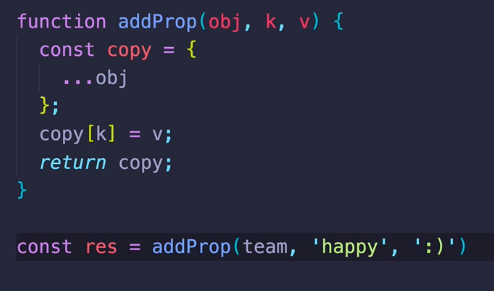 function addProp(obj, k, v) {
  const copy = {
    ...obj
  };
  copy[k] = v;
  return copy;
}

const res = addProp(team, 'happy', ':)')